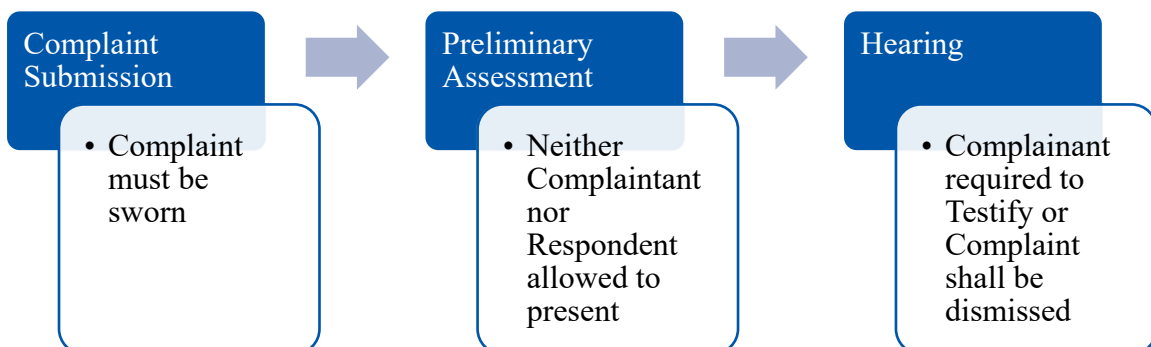 Complaint
Submission
• Complaint
must be
sworn
Preliminary
Assessment
• Neither
Complaintant
nor
Respondent
allowed to
present
Hearing
• Complainant
required to
Testify or
Complaint
shall be
dismissed